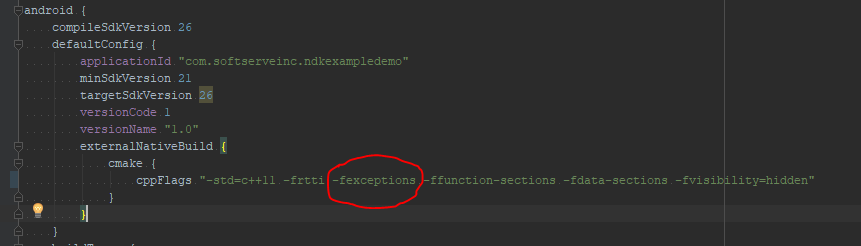 android {
compileSdkVersion 26
defaultConfig {
applicationId "com.softserveinc.ndkexampledemo"
minSdkVersion 21
targetSdkVersion 26
versionCode 1
versionName "1.0"
externalNativeBuild {
cmake {
cppFlags "-std=c++11 -frtti -fexceptions -ffunction-sections -fdata-sections -fvisibility=hidden"
}
}
}